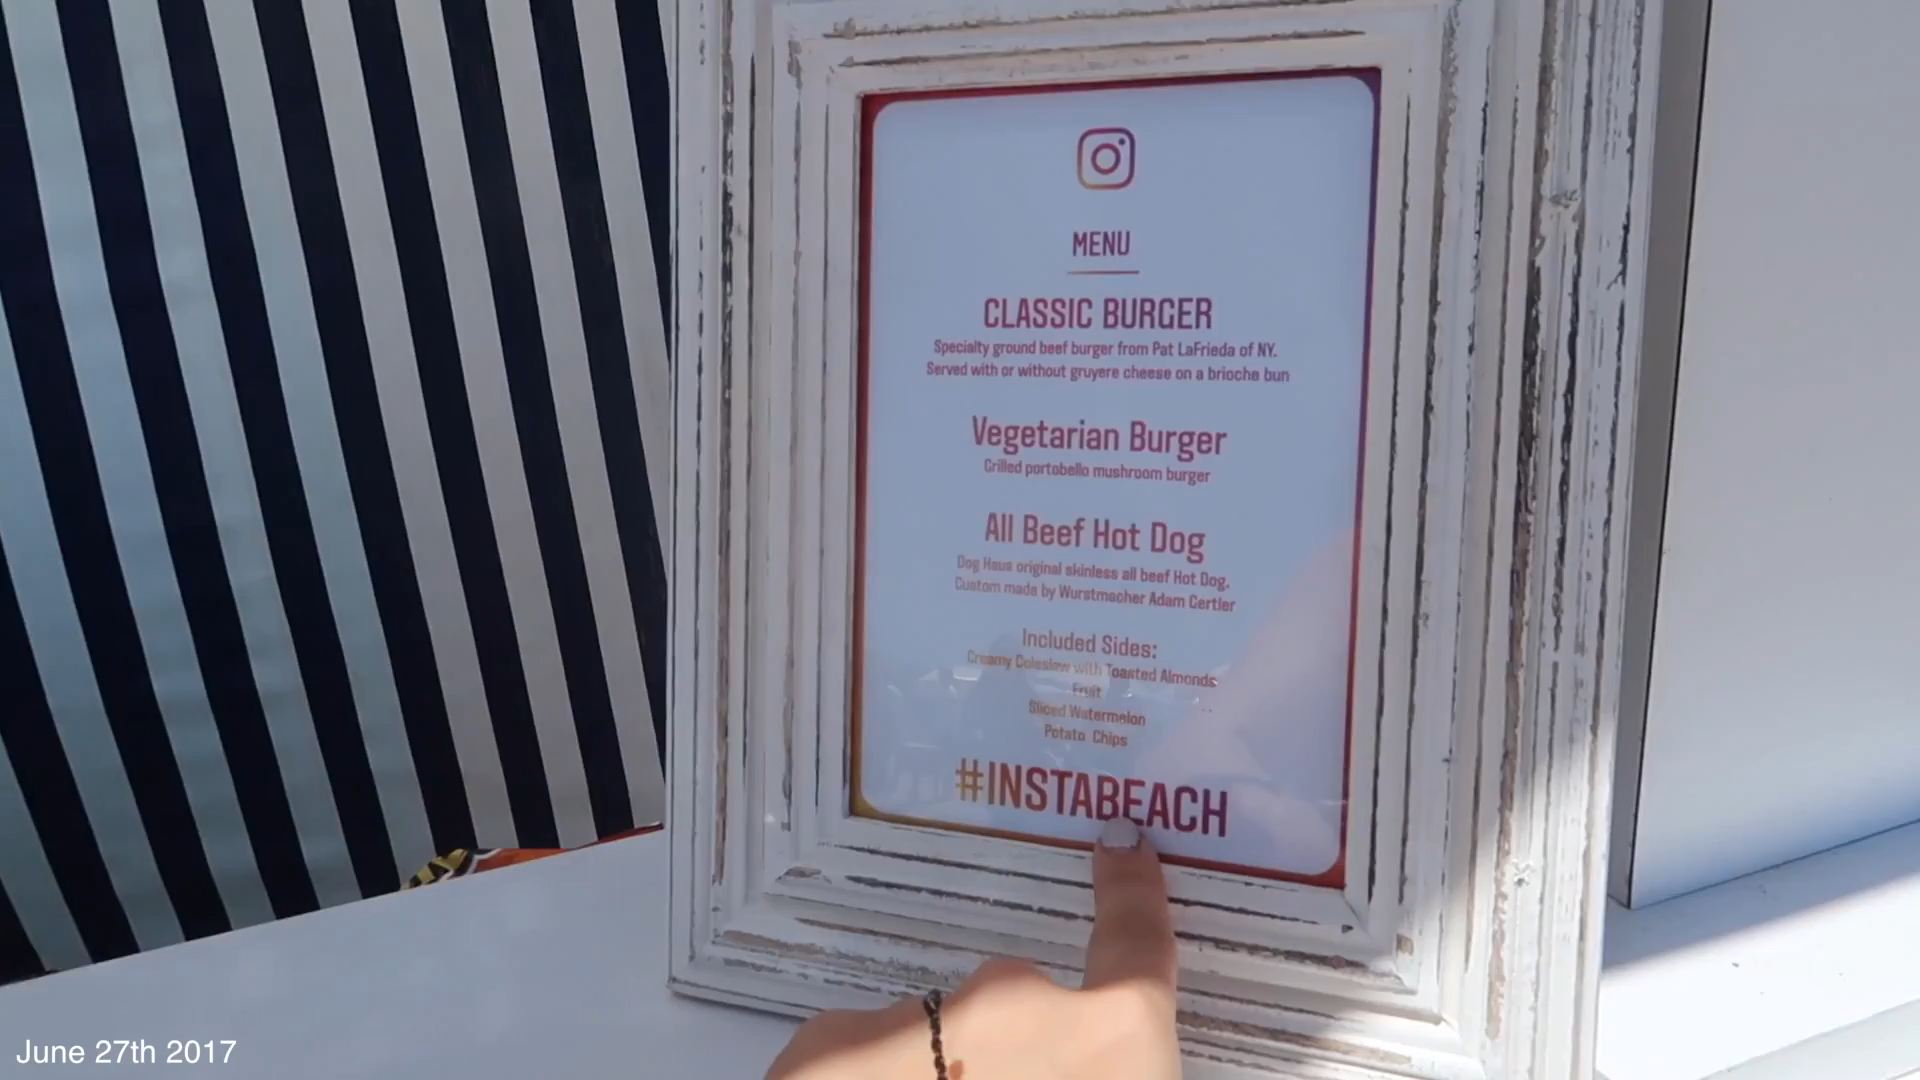 MENU
CLASSIC BURGER
Specialty ground beef burger from Pat LaFrieda of NY.
Served with or without gruyere cheese on a brioche bun
Vegetarian Burger
Grilled portobello mushroom burger
All Beef Hot Dog
Dog Haus original skinless all beef Hot Dog.
Custom made by Wurstmacher Adam Gertler
Included Sides:
Creamy Coleslaw with Toasted Almonds
Fruit
Sliced Watermelon
Potato Chips
#INSTABEACH
June 27th 2017